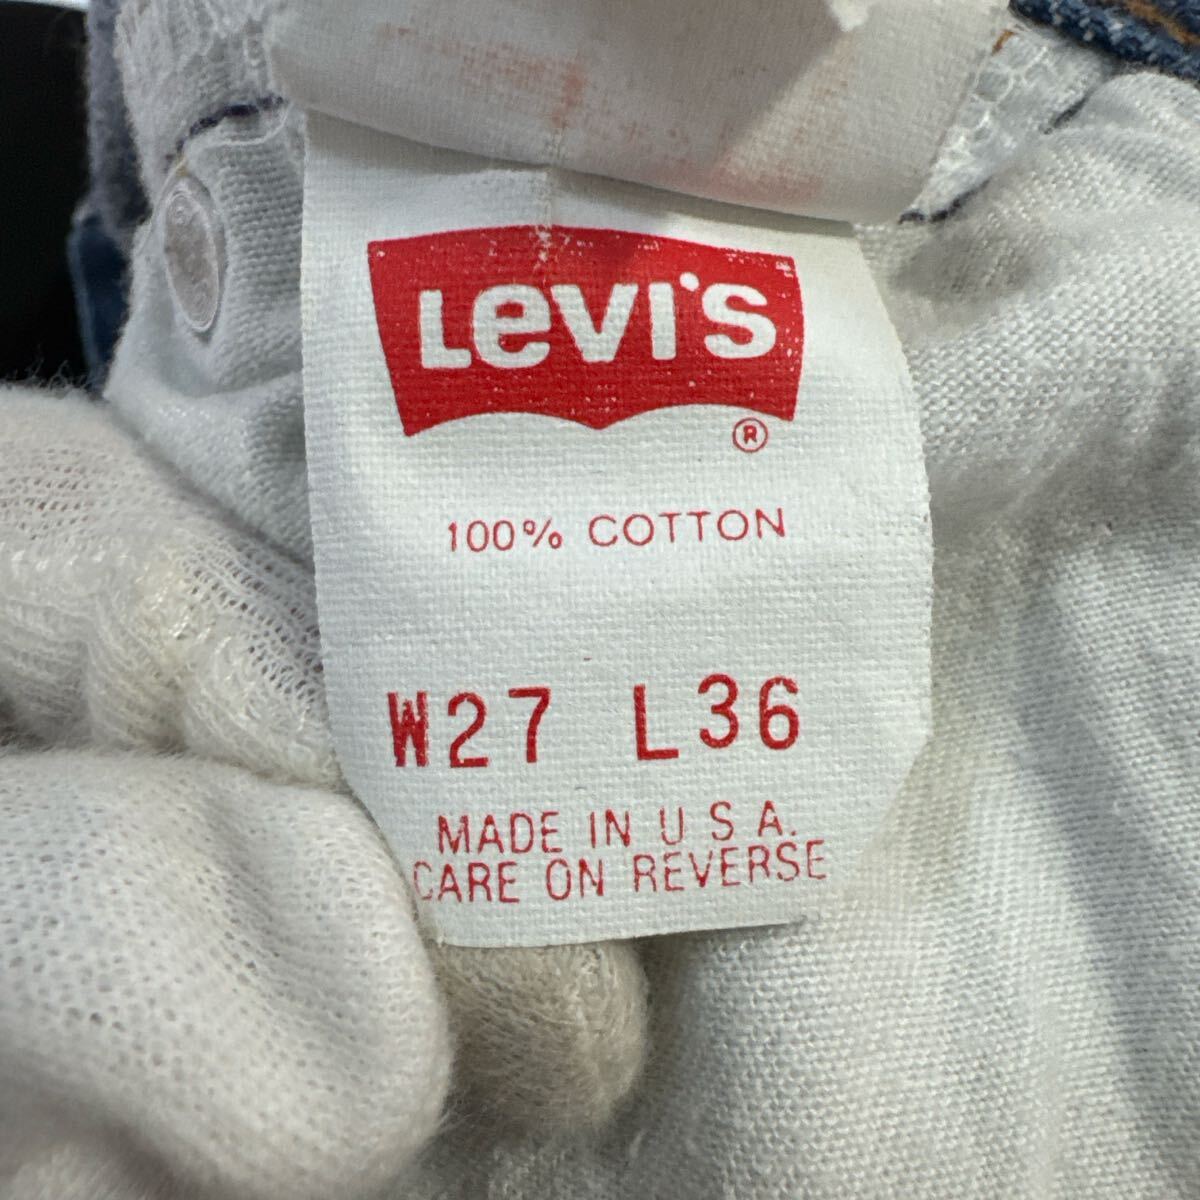 Levi's
®
100% COTTON
W27 L36
MADE IN U S A.
CARE ON REVERSE